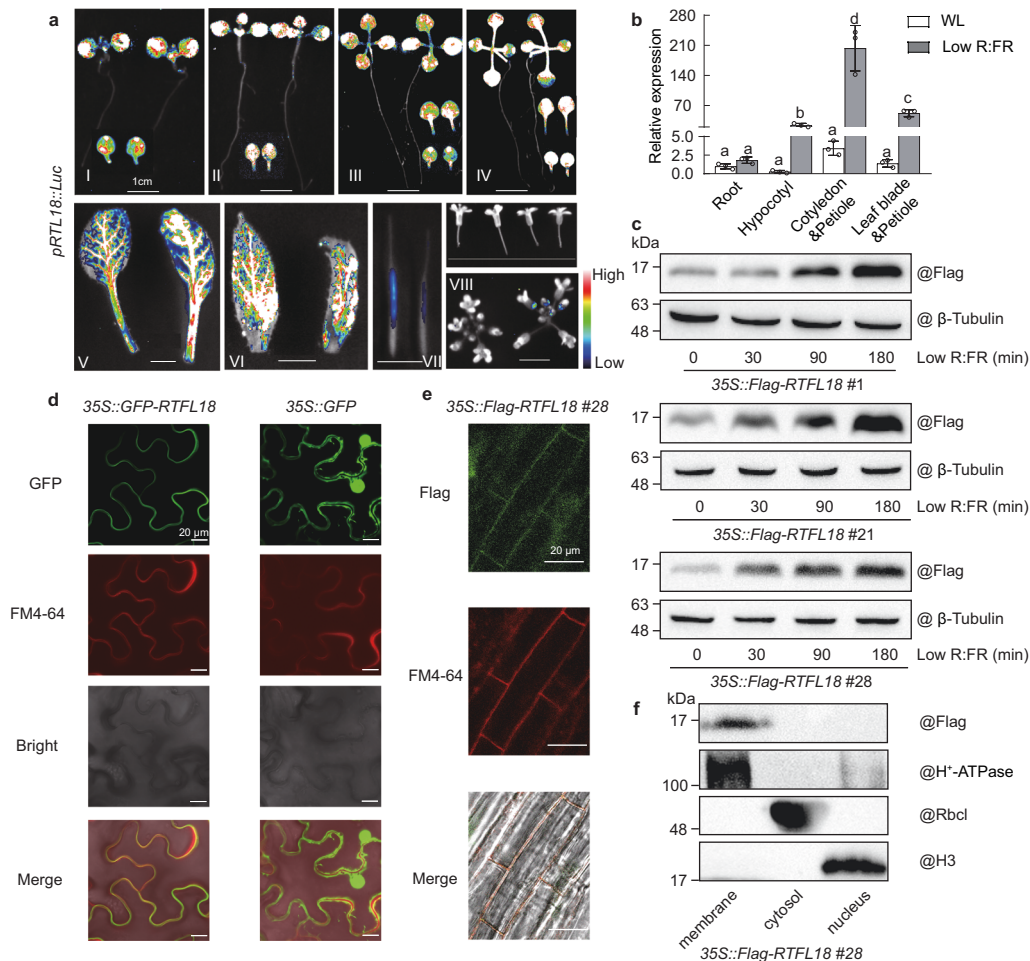 a
pRTL18::Luc
I
1cm
II
III
IV
V
VI
VII
VIII
High
Low
b
Relative expression
280
210
140
70
5.0
2.5
0.0
WL
Low R:FR
a
a
a
b
a
d
a
c
Root
Hypocotyl
Cotyledon
&Petiole
Leaf blade
&Petiole
c
kDa
17
@Flag
63
48
@ β-Tubulin
0 30 90 180 Low R:FR (min)
35S::Flag-RTFL18 #1
17
@Flag
63
48
@ β-Tubulin
0 30 90 180 Low R:FR (min)
35S::Flag-RTFL18 #21
17
@Flag
63
48
@ β-Tubulin
0 30 90 180 Low R:FR (min)
35S::Flag-RTFL18 #28
d
35S::GFP-RTFL18 35S::GFP
GFP
20 µm
FM4-64
Bright
Merge
e
35S::Flag-RTFL18 #28
Flag
20 µm
FM4-64
Merge
f
kDa
17
@Flag
100
@H⁺-ATPase
48
@Rbcl
17
@H3
membrane
cytosol
nucleus
35S::Flag-RTFL18 #28